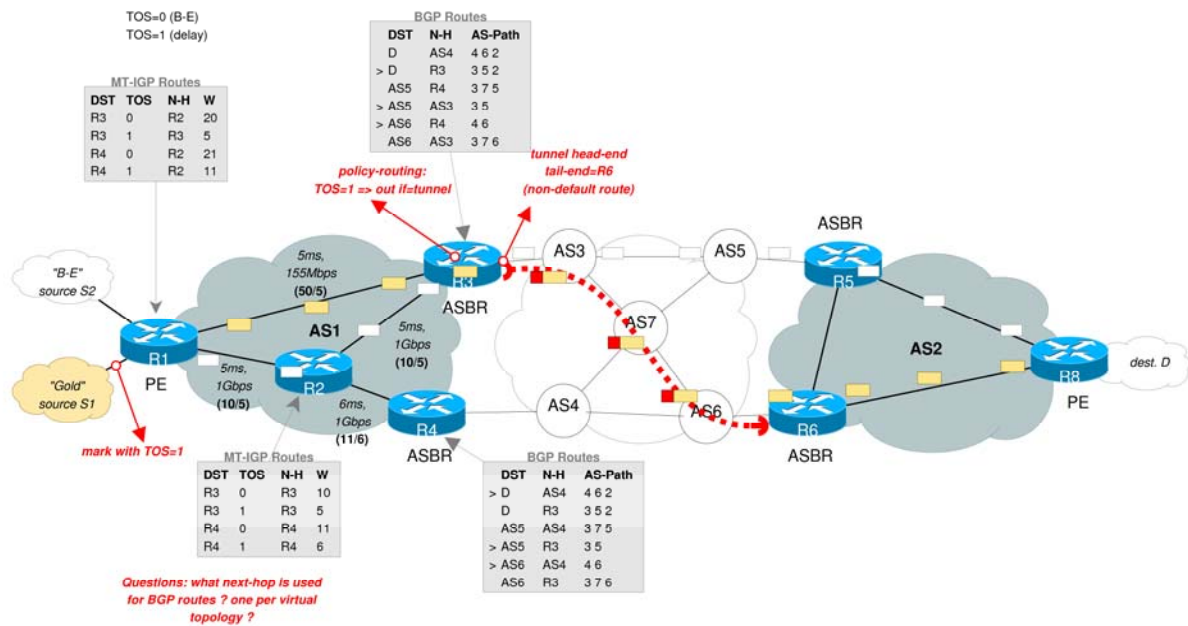 TOS=0 (B-E)
TOS=1 (delay)
MT-IGP Routes
DST TOS N-H W
R3 0 R2 20
R3 1 R3 5
R4 0 R2 21
R4 1 R2 11
BGP Routes
DST N-H AS-Path
D AS4 4 6 2
> D R3 3 5 2
AS5 R4 3 7 5
> AS5 AS3 3 5
> AS6 R4 4 6
AS6 AS3 3 7 6
policy-routing:
TOS=1 => out if=tunnel
tunnel head-end
tail-end=R6
(non-default route)
"B-E"
source S2
"Gold"
source S1
mark with TOS=1
R1
PE
5ms,
155Mbps
(50/5)
AS1
5ms,
1Gbps
(10/5)
R2
5ms,
1Gbps
(10/5)
6ms,
1Gbps
(11/6)
R3
ASBR
R4
ASBR
AS3
AS5
AS7
AS4
AS6
ASBR
R5
AS2
R6
ASBR
R8
PE
dest. D
MT-IGP Routes
DST TOS N-H W
R3 0 R3 10
R3 1 R3 5
R4 0 R4 11
R4 1 R4 6
BGP Routes
DST N-H AS-Path
> D AS4 4 6 2
D R3 3 5 2
AS5 AS4 3 7 5
> AS5 R3 3 5
> AS6 AS4 4 6
AS6 R3 3 7 6
Questions: what next-hop is used
for BGP routes ? one per virtual
topology ?